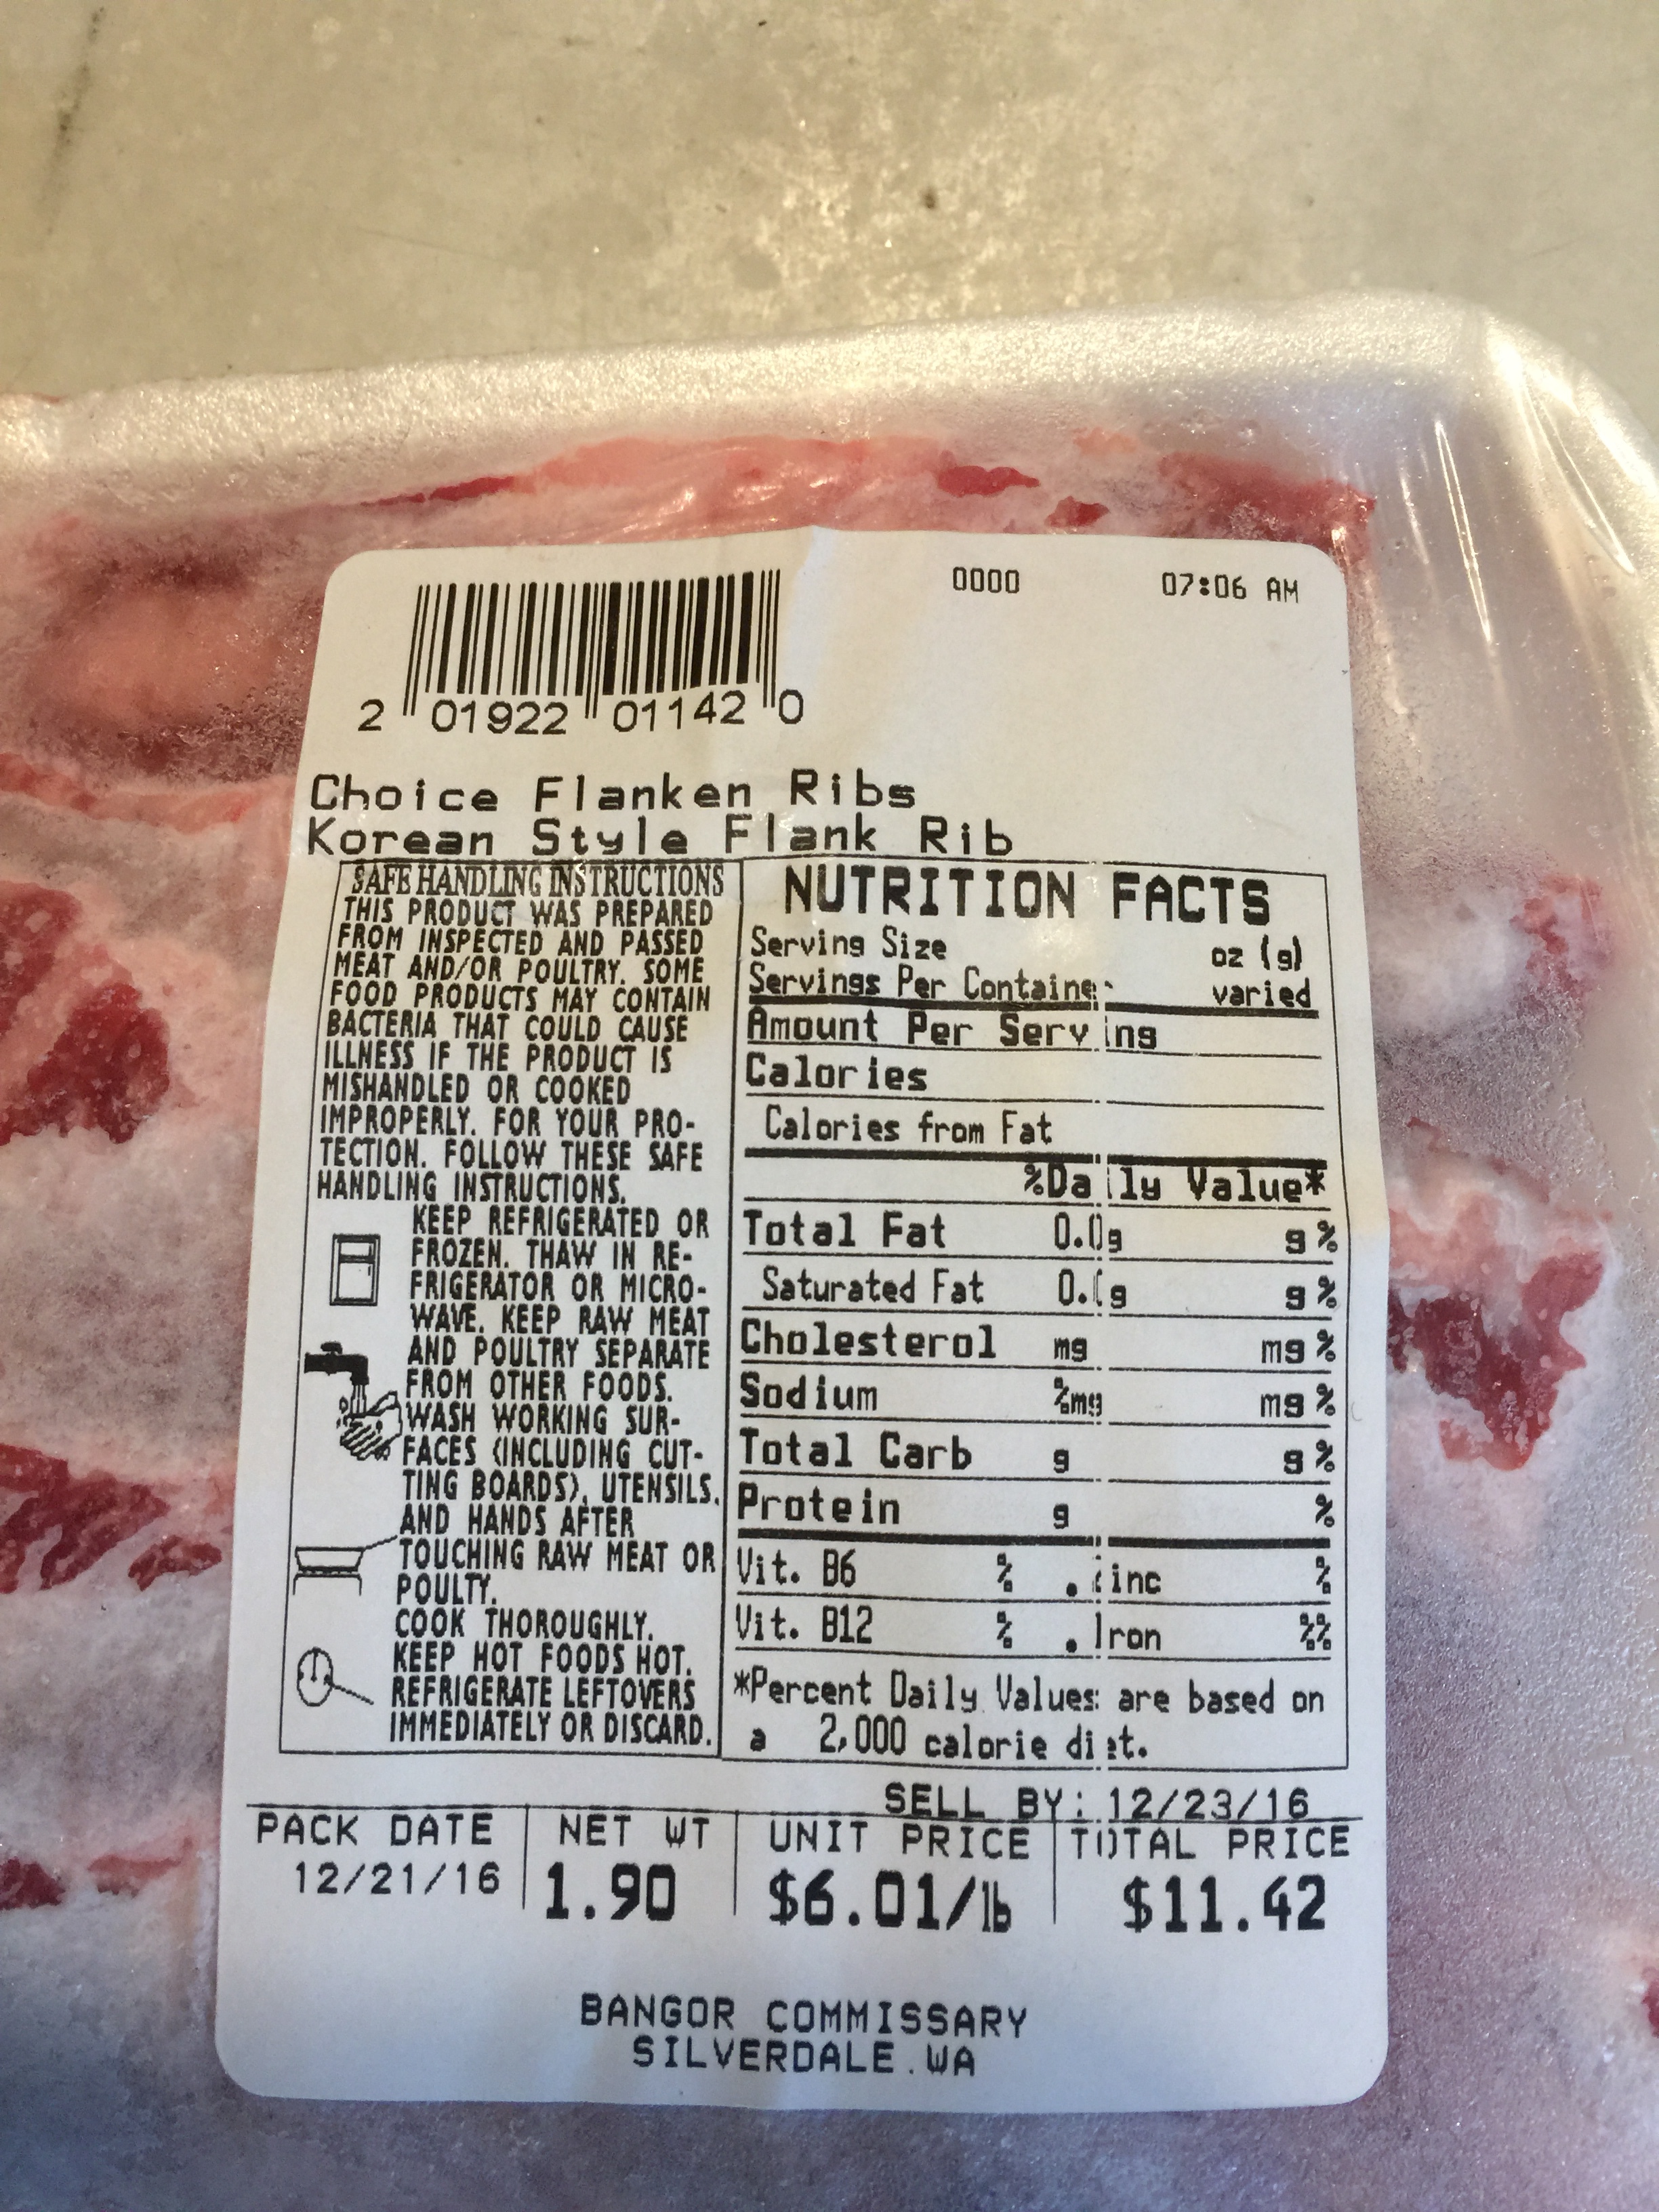 0000 07:06 AM
2 01922 01142 0
Choice Flanken Ribs
Korean Style Flank Rib
SAFE HANDLING INSTRUCTIONS
THIS PRODUCT WAS PREPARED
FROM INSPECTED AND PASSED
MEAT AND/OR POULTRY. SOME
FOOD PRODUCTS MAY CONTAIN
BACTERIA THAT COULD CAUSE
ILLNESS IF THE PRODUCT IS
MISHANDLED OR COOKED
IMPROPERLY. FOR YOUR PRO-
TECTION. FOLLOW THESE SAFE
HANDLING INSTRUCTIONS.
KEEP REFRIGERATED OR
FROZEN. THAW IN RE-
FRIGERATOR OR MICRO-
WAVE. KEEP RAW MEAT
AND POULTRY SEPARATE
FROM OTHER FOODS.
WASH WORKING SUR-
FACES (INCLUDING CUT-
TING BOARDS), UTENSILS,
AND HANDS AFTER
TOUCHING RAW MEAT OR
POULTY.
COOK THOROUGHLY.
KEEP HOT FOODS HOT.
REFRIGERATE LEFTOVERS
IMMEDIATELY OR DISCARD.
NUTRITION FACTS
Serving Size oz (g)
Servings Per Container varied
Amount Per Serving
Calories
Calories from Fat
%Daily Value*
Total Fat 0.0g g%
Saturated Fat 0.0g g%
Cholesterol mg mg%
Sodium %mg mg%
Total Carb g g%
Protein g %
Vit. B6 % . Zinc %
Vit. B12 % . Iron %%
*Percent Daily Values are based on
a 2,000 calorie diet.
SELL BY: 12/23/16
PACK DATE NET WT UNIT PRICE TOTAL PRICE
12/21/16 1.90 $6.01/lb $11.42
BANGOR COMMISSARY
SILVERDALE.WA